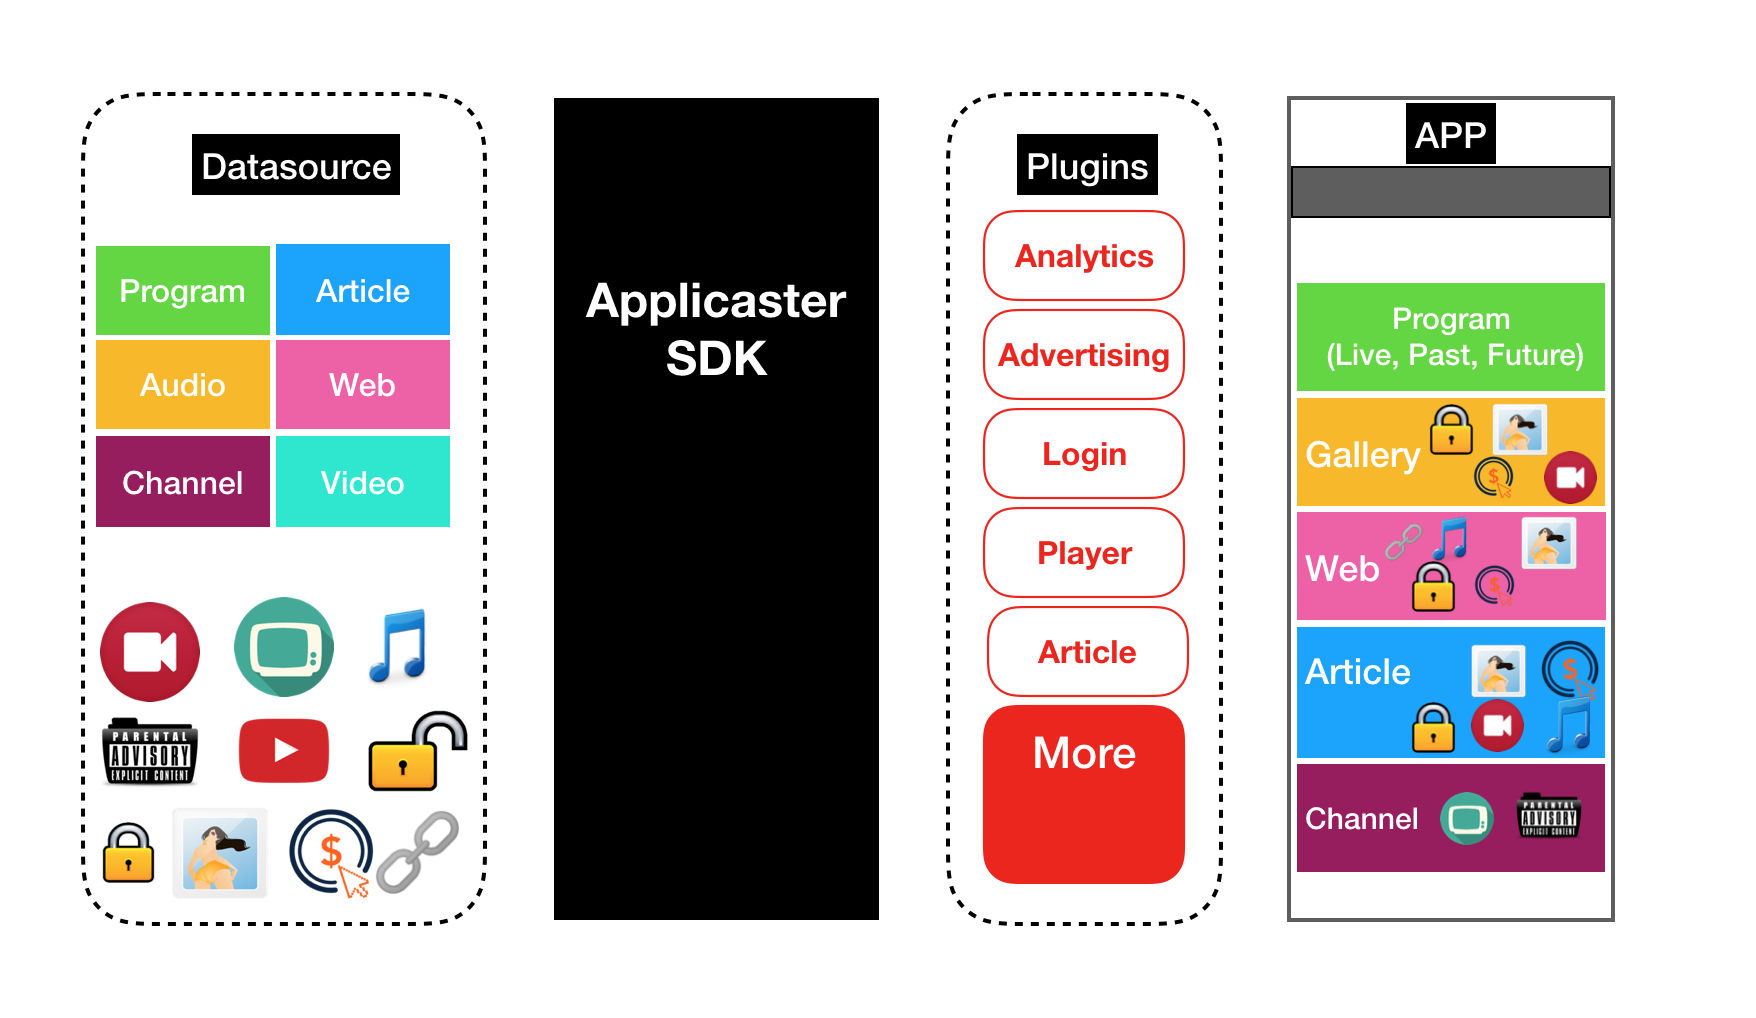 Datasource
Program
Article
Audio
Web
Channel
Video
PARENTAL
ADVISORY
EXPLICIT CONTENT
$
Applicaster
SDK
Plugins
Analytics
Advertising
Login
Player
Article
More
APP
Program
(Live, Past, Future)
Gallery
$
Web
$
Article
$
Channel
PARENTAL
ADVISORY
EXPLICIT CONTENT